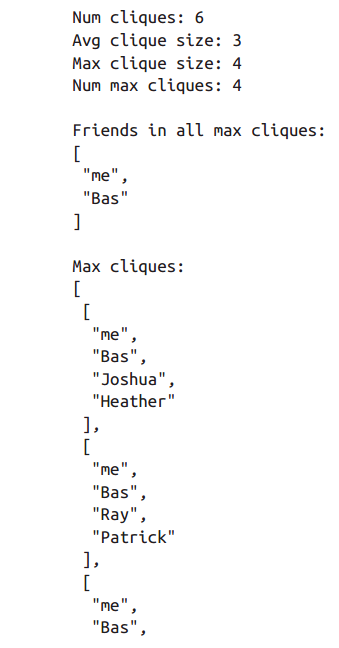 Num cliques: 6
Avg clique size: 3
Max clique size: 4
Num max cliques: 4
Friends in all max cliques:
[
"me",
"Bas"
]
Max cliques:
[
[
"me",
"Bas",
"Joshua",
"Heather"
],
[
"me",
"Bas",
"Ray",
"Patrick"
],
[
"me",
"Bas",